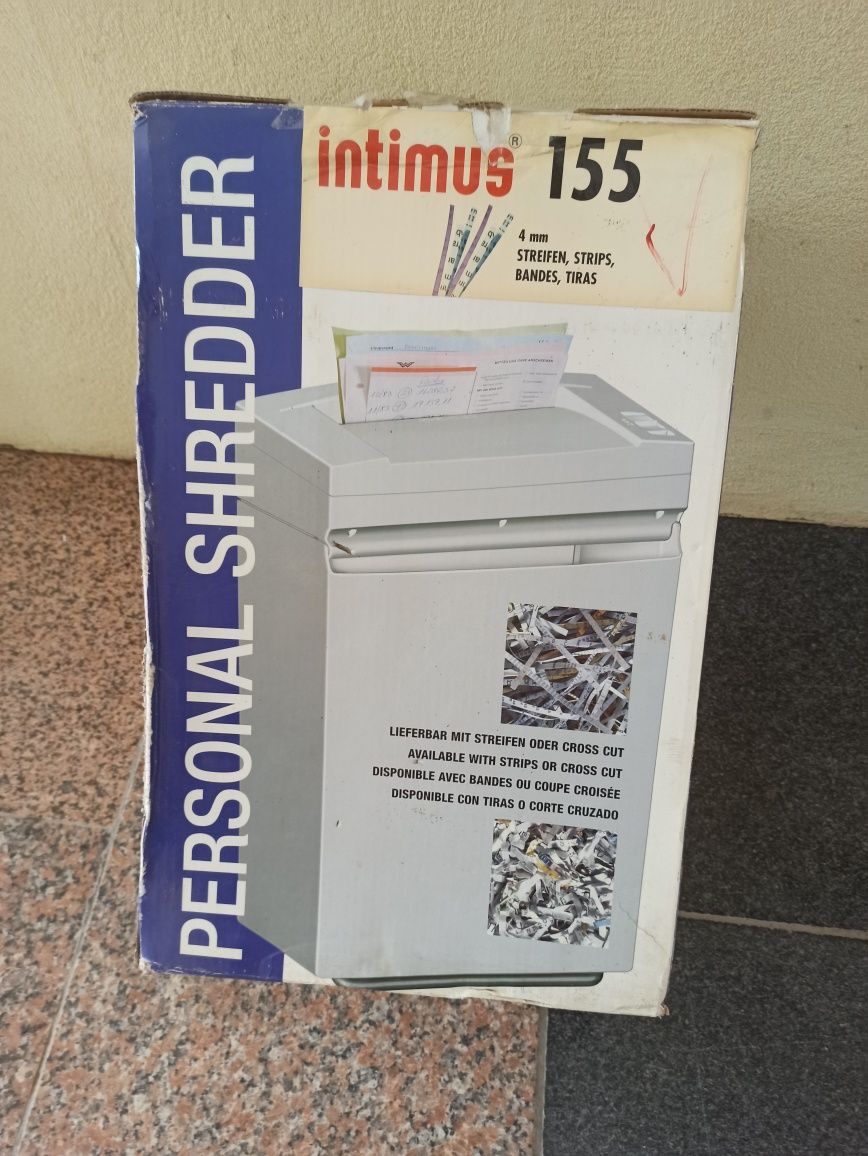 PERSONAL SHREDDER
intimus® 155
4 mm
STREIFEN, STRIPS,
BANDES, TIRAS
LIEFERBAR MIT STREIFEN ODER CROSS CUT
AVAILABLE WITH STRIPS OR CROSS CUT
DISPONIBLE AVEC BANDES OU COUPE CROISÉE
DISPONIBLE CON TIRAS O CORTE CRUZADO